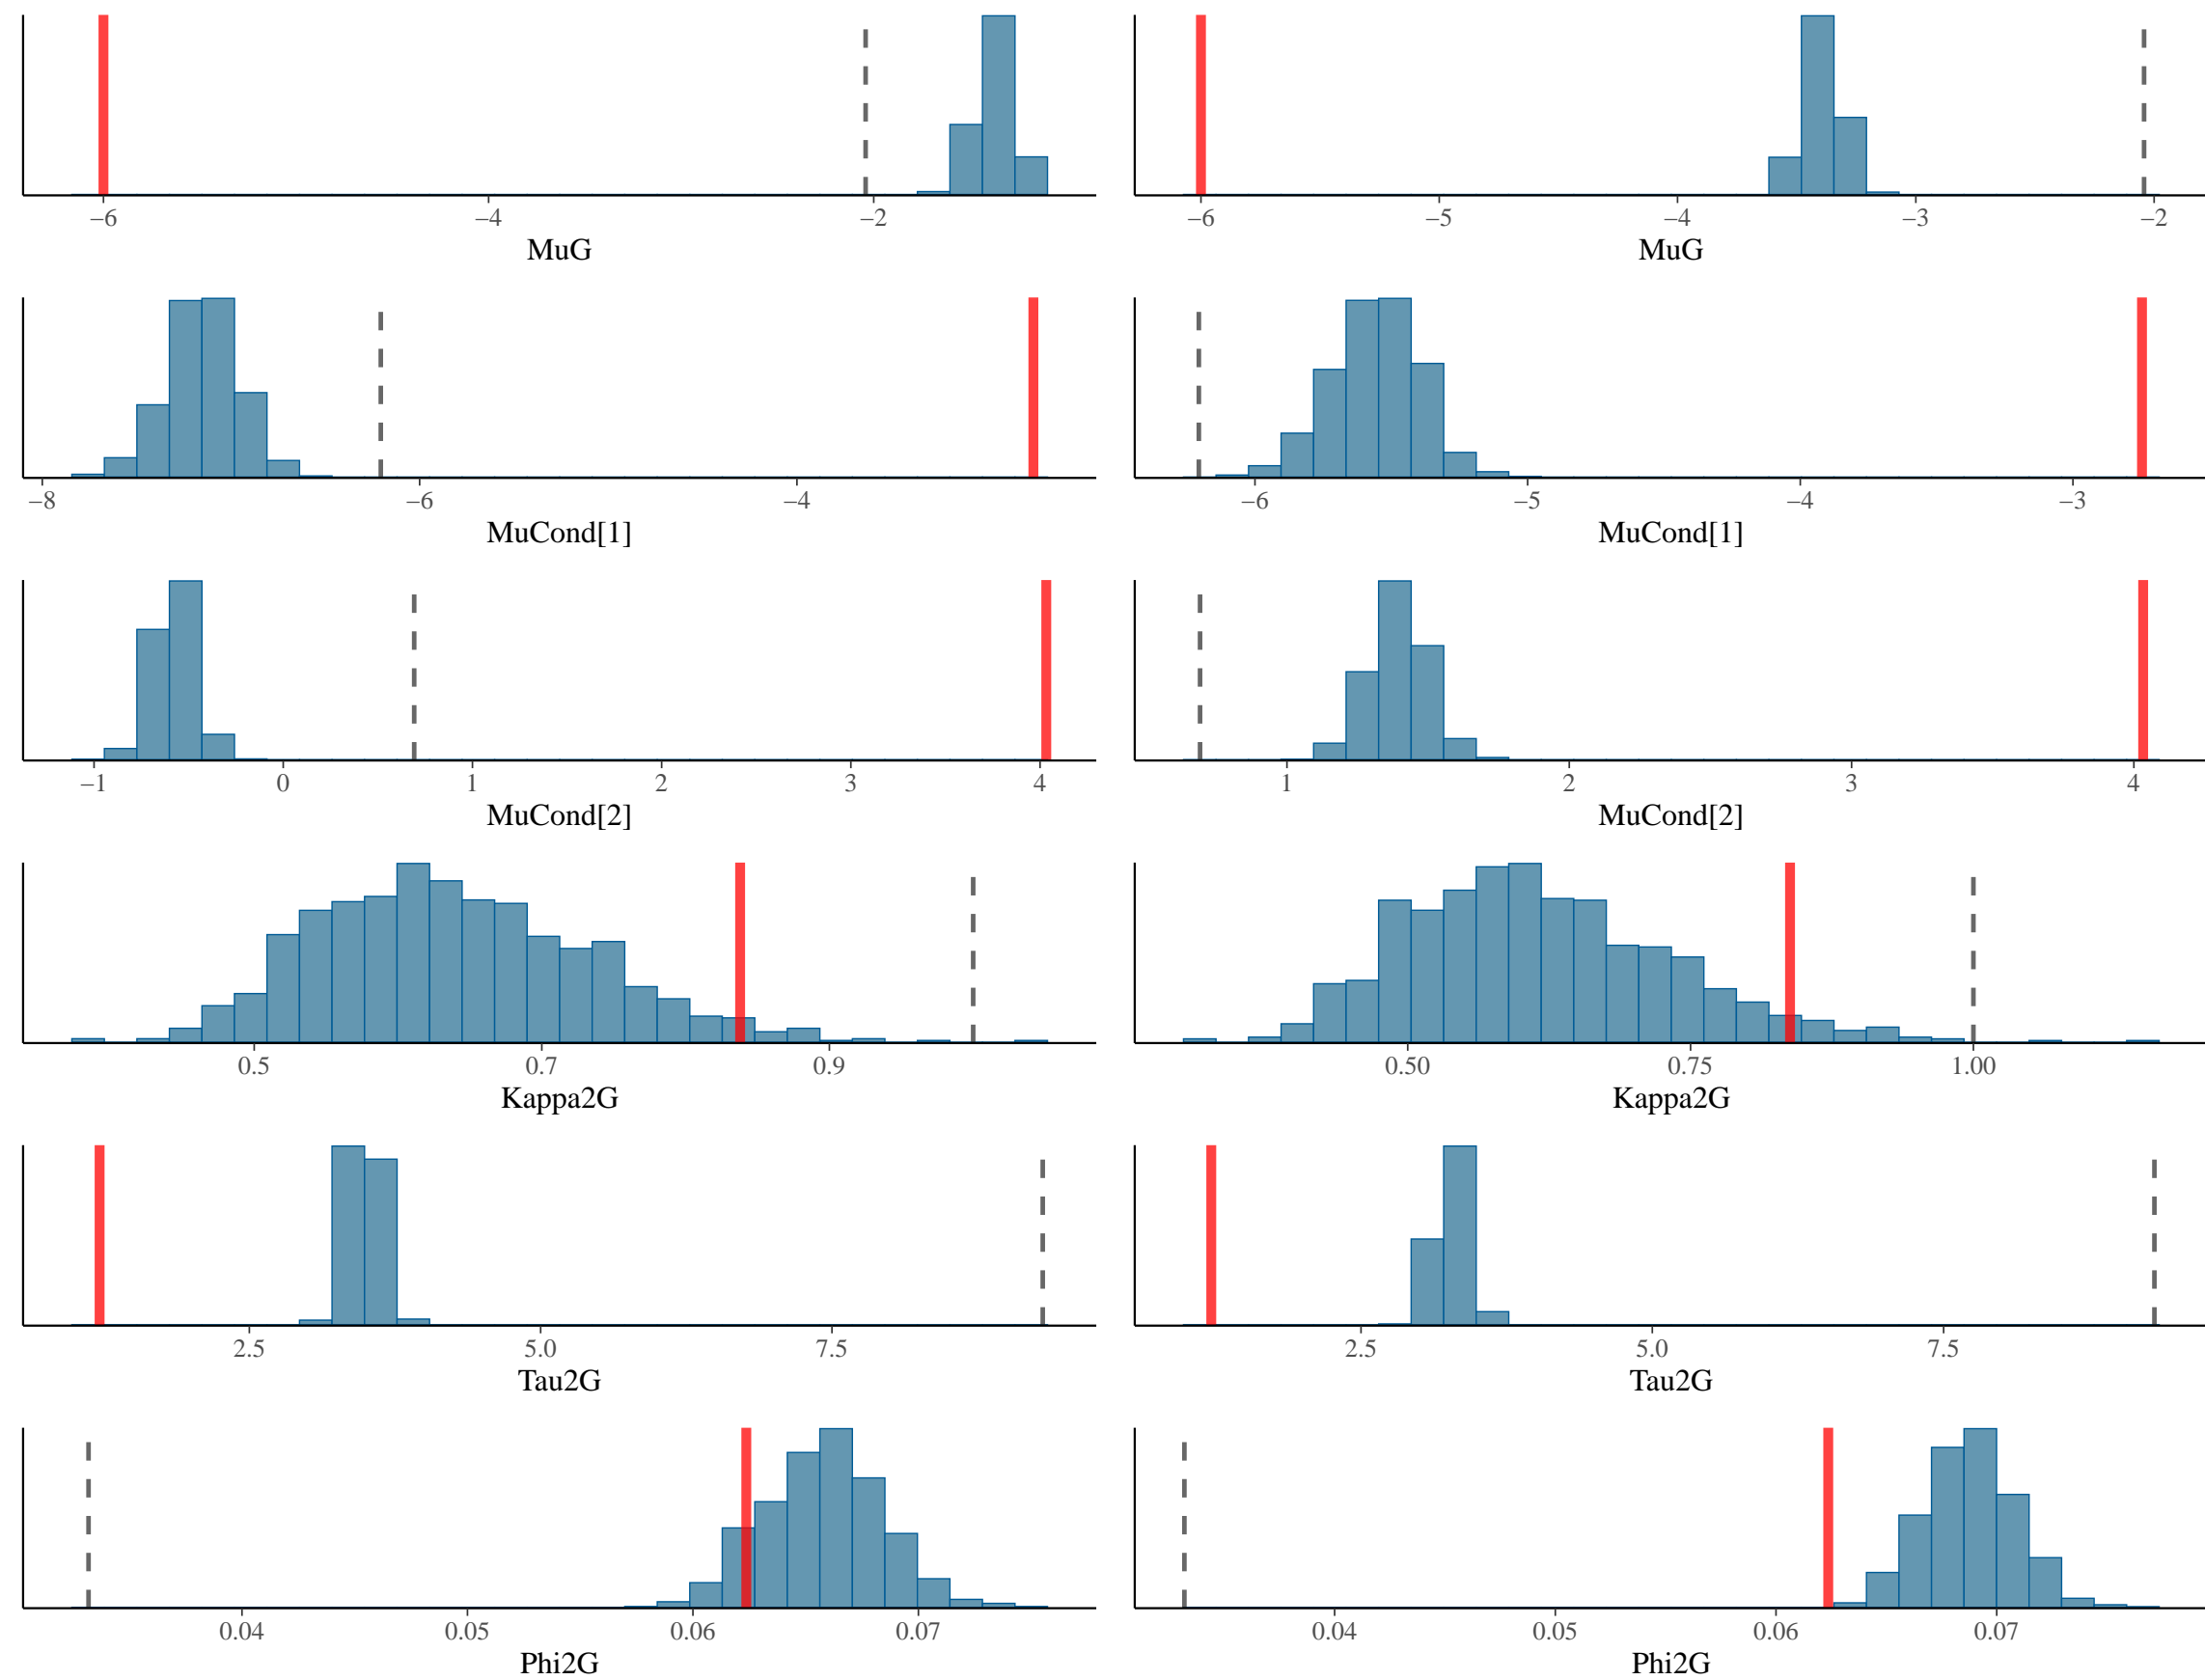 −6 −4 −2 −6 −5 −4 −3 −2
MuG MuG
−8 −6 −4 −6 −5 −4 −3
MuCond[1] MuCond[1]
−1 0 1 2 3 4 1 2 3 4
MuCond[2] MuCond[2]
0.5 0.7 0.9 0.50 0.75 1.00
Kappa2G Kappa2G
2.5 5.0 7.5 2.5 5.0 7.5
Tau2G Tau2G
0.04 0.05 0.06 0.07 0.04 0.05 0.06 0.07
Phi2G Phi2G